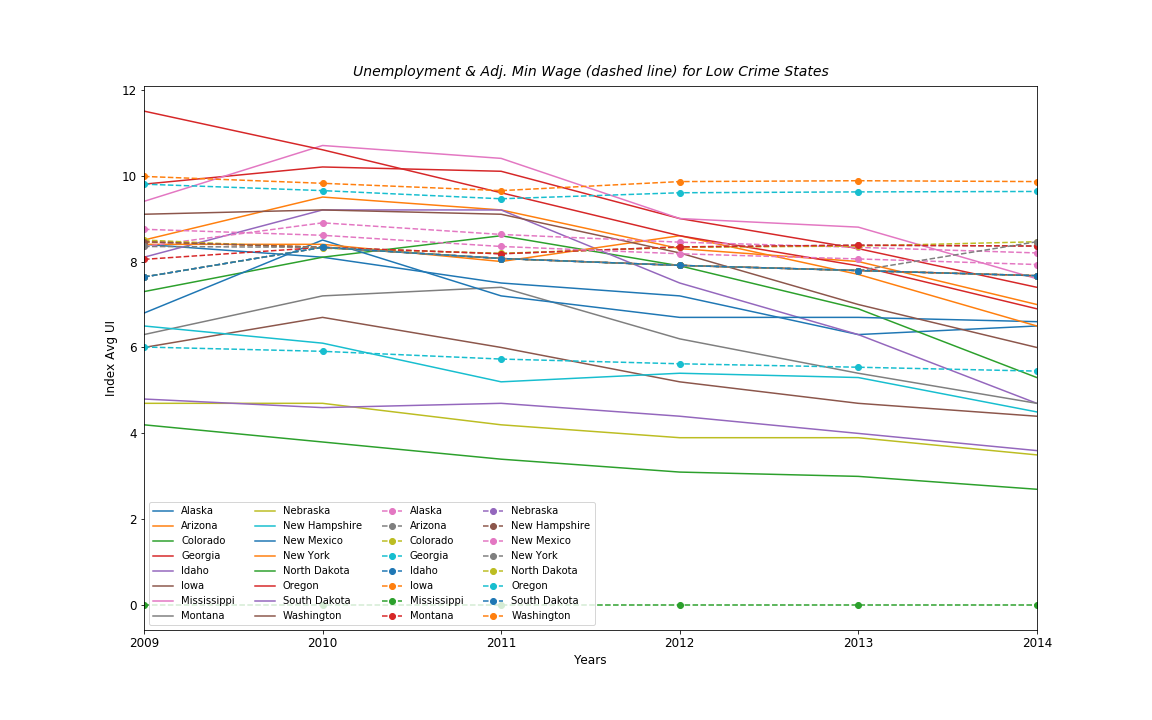 Unemployment & Adj. Min Wage (dashed line) for Low Crime States
12
10
8
6
4
2
0
Index Avg UI
Alaska
Arizona
Colorado
Georgia
Idaho
Iowa
Mississippi
Montana
Nebraska
New Hampshire
New Mexico
New York
North Dakota
Oregon
South Dakota
Washington
Alaska
Arizona
Colorado
Georgia
Idaho
Iowa
Mississippi
Montana
Nebraska
New Hampshire
New Mexico
New York
North Dakota
Oregon
South Dakota
Washington
2009 2010 2011 2012 2013 2014
Years